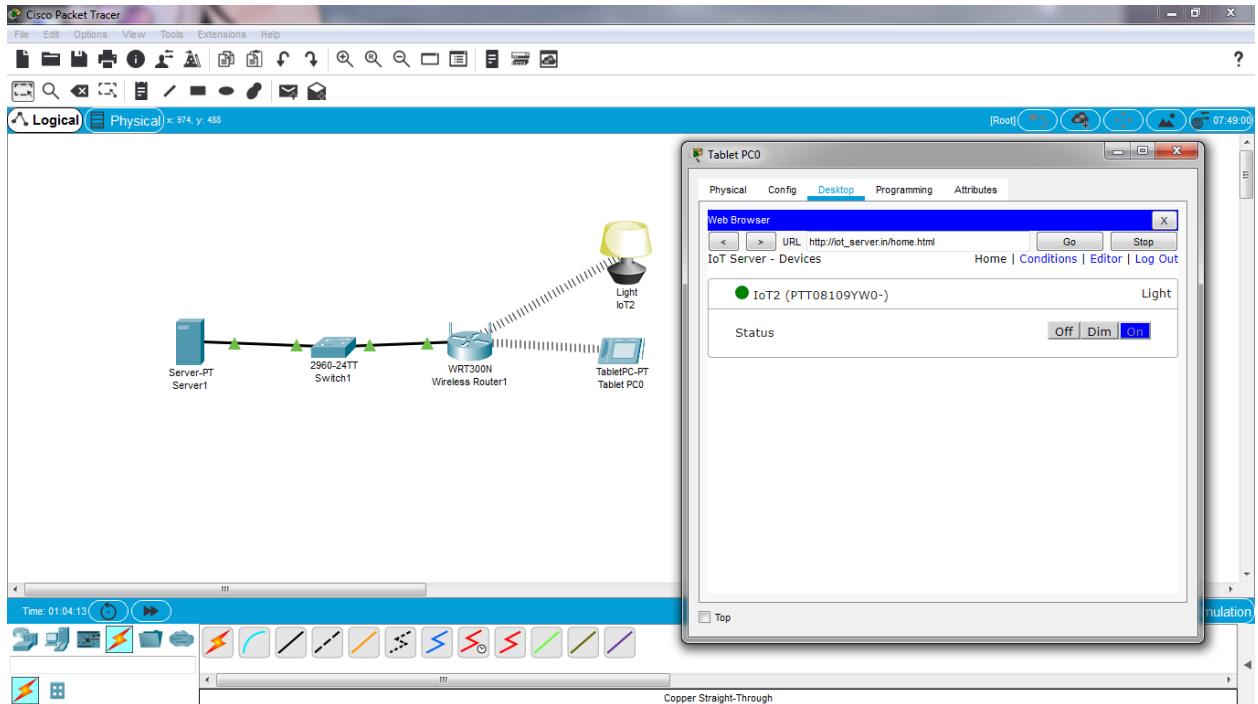 Cisco Packet Tracer
File Edit Options View Tools Extensions Help
?
Logical Physical x: 974, y: 488 [Root] 07:49:00
Light
IoT2
Server-PT
Server1
2960-24TT
Switch1
WRT300N
Wireless Router1
TabletPC-PT
Tablet PC0
Tablet PC0
Physical Config Desktop Programming Attributes
Web Browser X
< > URL http://iot_server.in/home.html Go Stop
IoT Server - Devices Home | Conditions | Editor | Log Out
IoT2 (PTT08109YW0-) Light
Status Off Dim On
Top
Time: 01:04:13
Copper Straight-Through